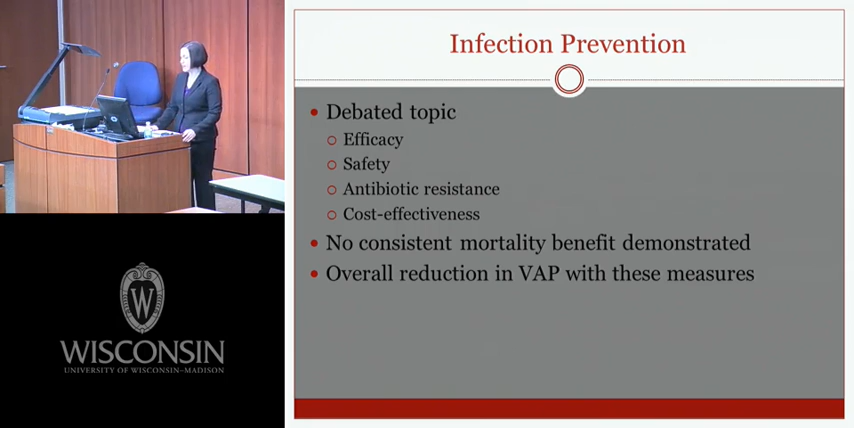 Infection Prevention
Debated topic
Efficacy
Safety
Antibiotic resistance
Cost-effectiveness
No consistent mortality benefit demonstrated
Overall reduction in VAP with these measures
W
WISCONSIN
UNIVERSITY OF WISCONSIN–MADISON